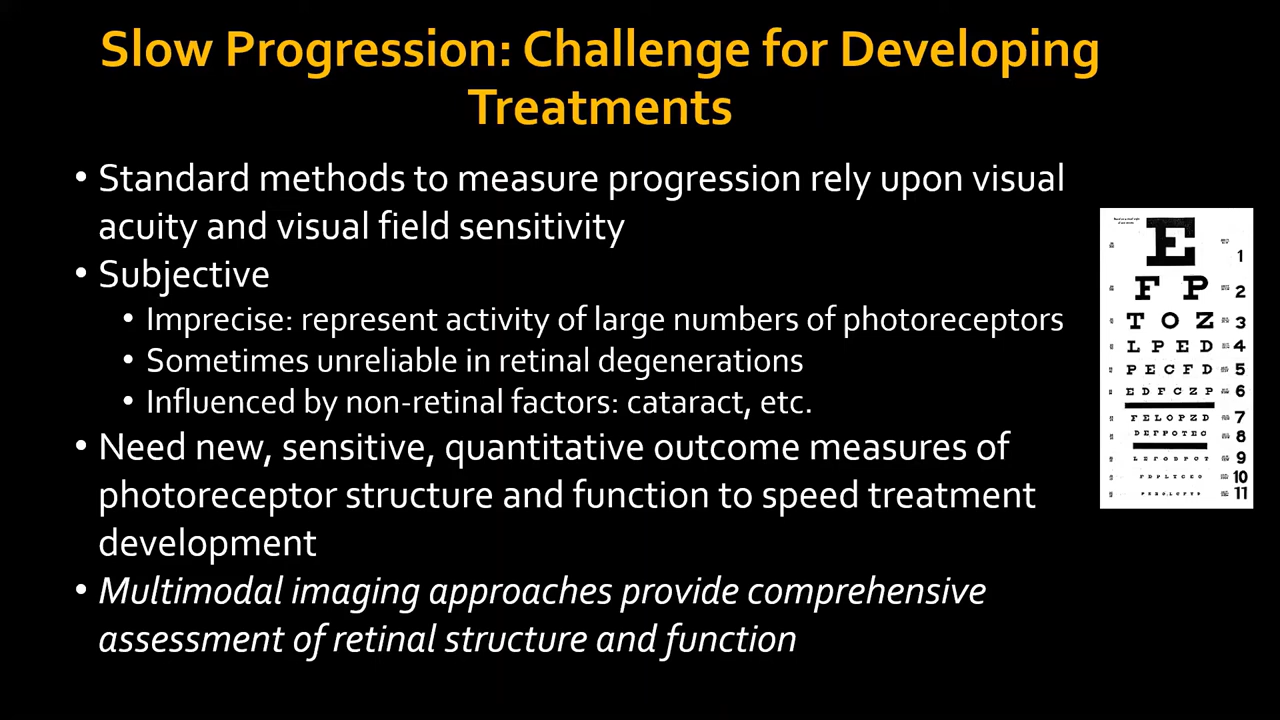 Slow Progression: Challenge for Developing
Treatments
• Standard methods to measure progression rely upon visual
acuity and visual field sensitivity
• Subjective
• Imprecise: represent activity of large numbers of photoreceptors
• Sometimes unreliable in retinal degenerations
• Influenced by non-retinal factors: cataract, etc.
• Need new, sensitive, quantitative outcome measures of
photoreceptor structure and function to speed treatment
development
• Multimodal imaging approaches provide comprehensive
assessment of retinal structure and function
E 1
F P 2
T O Z 3
L P E D 4
P E C F D 5
E D F C Z P 6
F E L O P Z D 7
D E F P O T E C 8
9
10
11